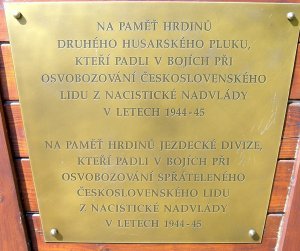 NA PAMĚŤ HRDINŮ
DRUHÉHO HUSARSKÉHO PLUKU,
KTEŘÍ PADLI V BOJÍCH PŘI
OSVOBOZOVÁNÍ ČESKOSLOVENSKÉHO
LIDU Z NACISTICKÉ NADVLÁDY
V LETECH 1944-45
NA PAMĚŤ HRDINŮ JEZDECKÉ DIVIZE,
KTEŘÍ PADLI V BOJÍCH PŘI
OSVOBOZOVÁNÍ SPŘÁTELENÉHO
ČESKOSLOVENSKÉHO LIDU
Z NACISTICKÉ NADVLÁDY
V LETECH 1944-45